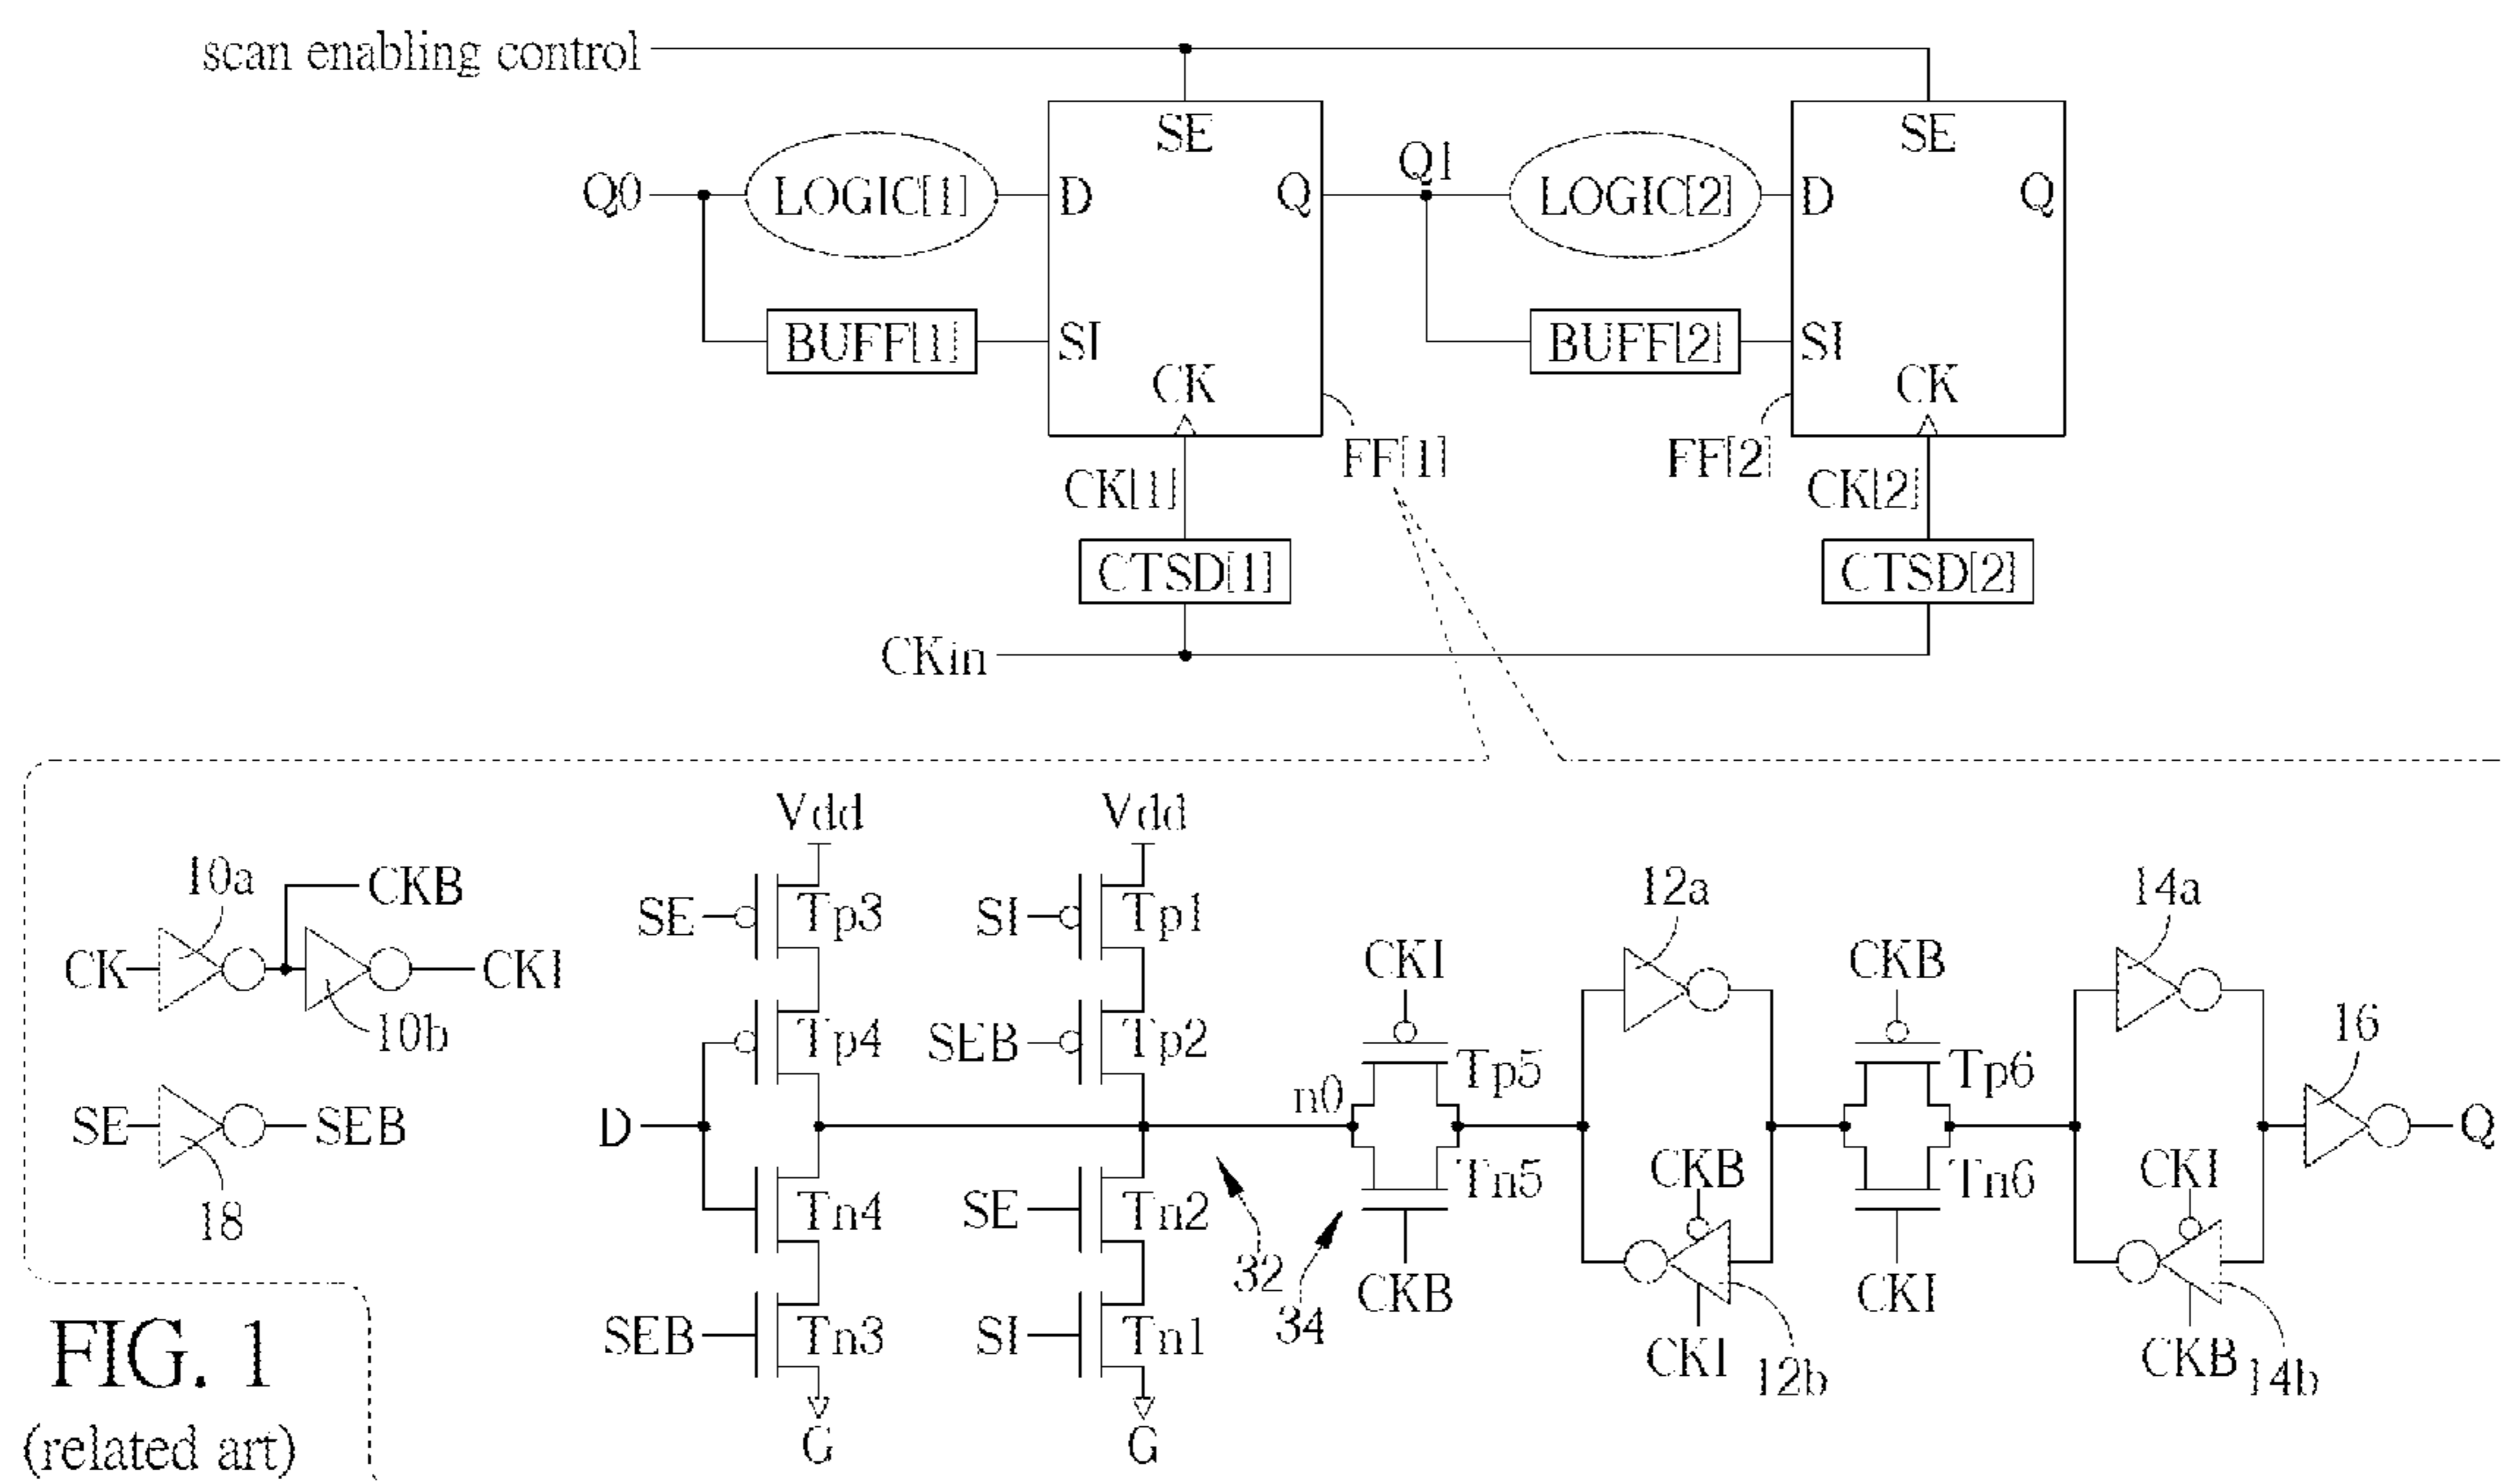 scan enabling control
SE
SE
Q0
LOGIC[1]
D
Q
Q1
LOGIC[2]
D
Q
BUFF[1]
SI
BUFF[2]
SI
CK
CK
FF[1]
FF[2]
CK[1]
CK[2]
CTSD[1]
CTSD[2]
CKin
Vdd
Vdd
10a
CKB
12a
14a
SE
Tp3
SI
Tp1
CK
CKI
CKI
CKB
10b
Tp4
SEB
Tp2
16
n0
Tp5
Tp6
SE
SEB
D
Q
CKB
CKI
Tn5
Tn6
18
Tn4
SE
Tn2
32
34
CKB
CKI
SEB
Tn3
SI
Tn1
CKI
12b
CKB
14b
G
G
FIG. 1
(related art)